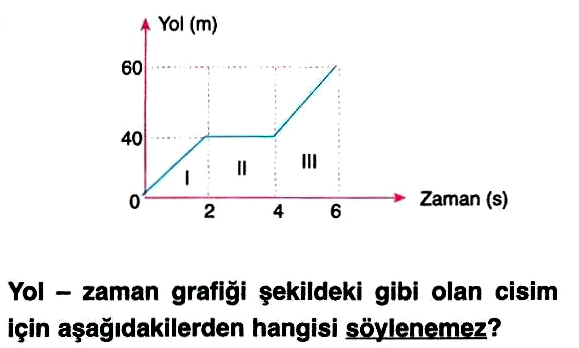 Yol (m)
60
40
I
II
III
0
2
4
6
Zaman (s)
Yol – zaman grafiği şekildeki gibi olan cisim
için aşağıdakilerden hangisi söylenemez?